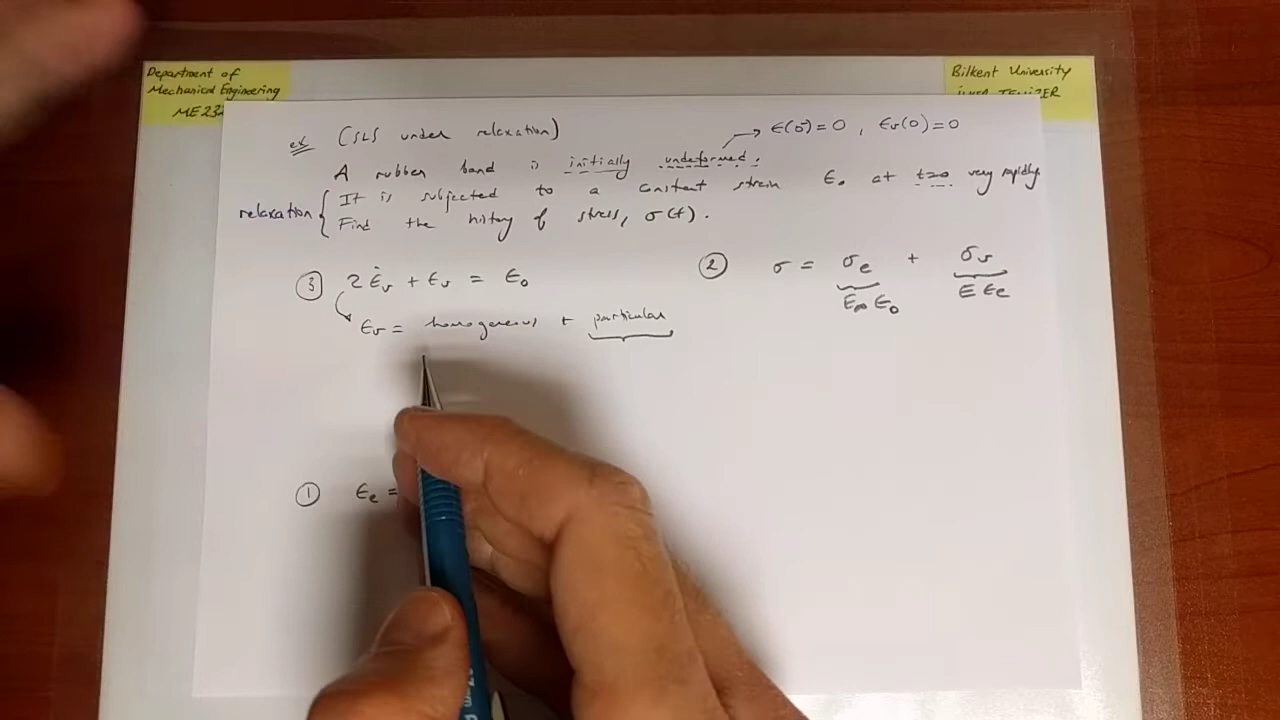 Department of
Mechanical Engineering
ME 232
Bilkent University
ex (SLS under relaxation)
→ ϵ(0⁻)=0 , ϵᵥ(0)=0
A rubber band is initially undeformed.
It is subjected to a constant strain ϵ₀ at t=0 very rapidly
relaxation
Find the history of stress, σ(t).
③ τ ϵ̇ᵥ + ϵᵥ = ϵ₀
② σ = σₑ + σᵥ
E∞ ϵ₀ E ϵₑ
ϵᵥ = homogeneous + particular
① ϵₑ =